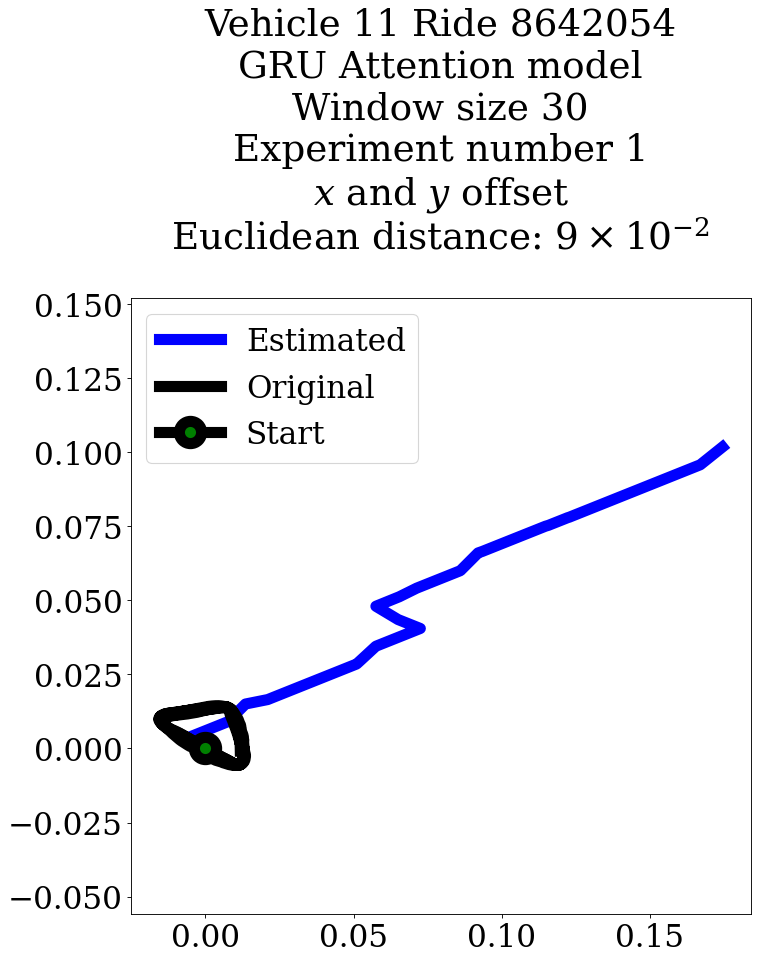 Vehicle 11 Ride 8642054
GRU Attention model
Window size 30
Experiment number 1
x and y offset
Euclidean distance: 9 × 10⁻²
0.150
0.125
0.100
0.075
0.050
0.025
0.000
−0.025
−0.050
Estimated
Original
Start
0.00 0.05 0.10 0.15